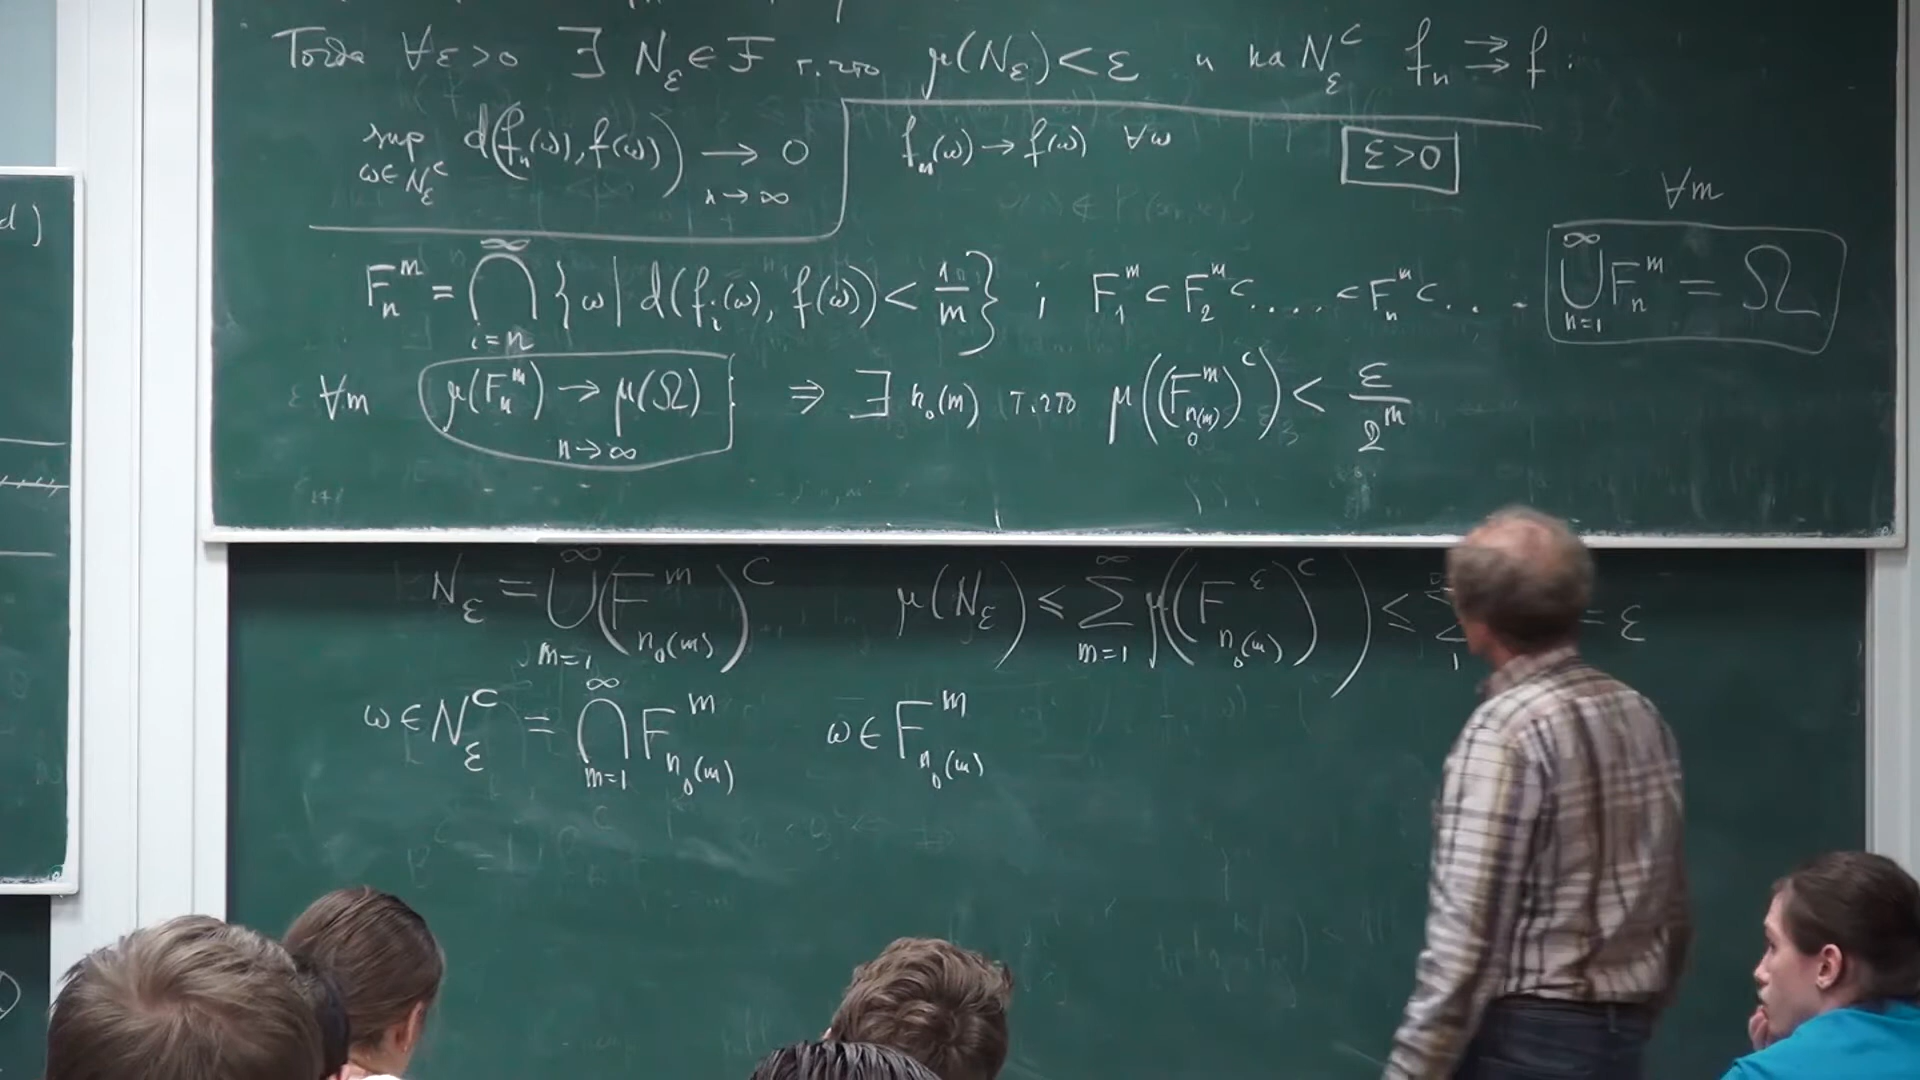 Тогда ∀ε>0 ∃ N_ε ∈ F т.что μ(N_ε) < ε и на N_ε^c f_n ⇉ f :
sup_{ω∈N_ε^c} d(f_n(ω), f(ω)) → 0 n→∞
f_n(ω) → f(ω) ∀ω
ε>0
∀m
F_n^m = ⋂_{i=n}^∞ {ω | d(f_i(ω), f(ω)) < 1/m} ; F_1^m ⊂ F_2^m ⊂ .... ⊂ F_n^m ⊂ ...
⋃_{n=1}^∞ F_n^m = Ω
∀m μ(F_n^m) → μ(Ω) n→∞ ⇒ ∃ n_0(m) т.что μ((F_{n_0(m)}^m)^c) < ε/2^m
N_ε = ⋃_{m=1}^∞ (F_{n_0(m)}^m)^c μ(N_ε) ≤ ∑_{m=1}^∞ μ((F_{n_0(m)}^ε)^c) ≤ ∑_1 = ε
ω ∈ N_ε^c = ⋂_{m=1}^∞ F_{n_0(m)}^m ω ∈ F_{n_0(m)}^m
d)